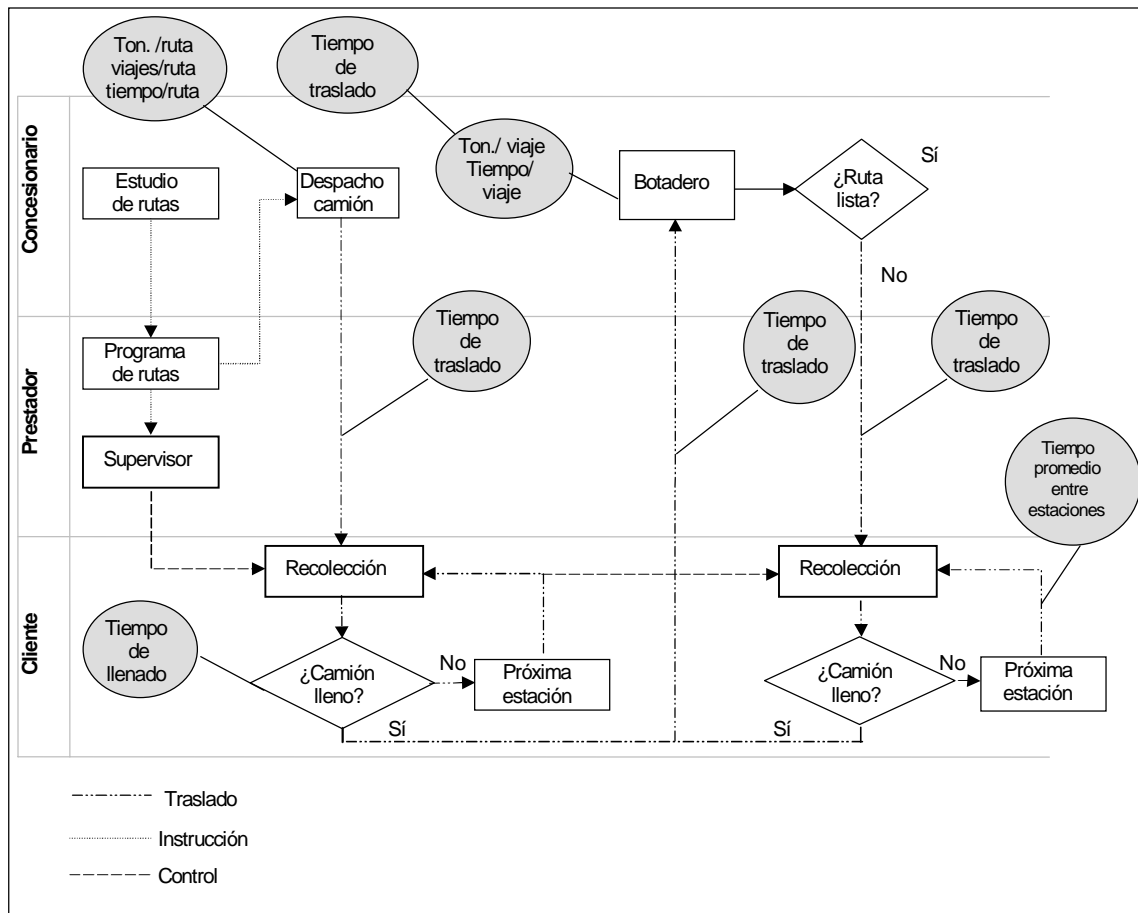 Ton. /ruta
viajes/ruta
tiempo/ruta
Tiempo
de
traslado
Concesionario
Estudio
de rutas
Despacho
camión
Ton./ viaje
Tiempo/
viaje
Botadero
¿Ruta
lista?
Sí
No
Prestador
Programa
de rutas
Supervisor
Tiempo
de
traslado
Tiempo
de
traslado
Tiempo
de
traslado
Tiempo
promedio
entre
estaciones
Cliente
Recolección
Recolección
Tiempo
de
llenado
¿Camión
lleno?
No
Próxima
estación
Sí
¿Camión
lleno?
No
Próxima
estación
Sí
Traslado
Instrucción
Control